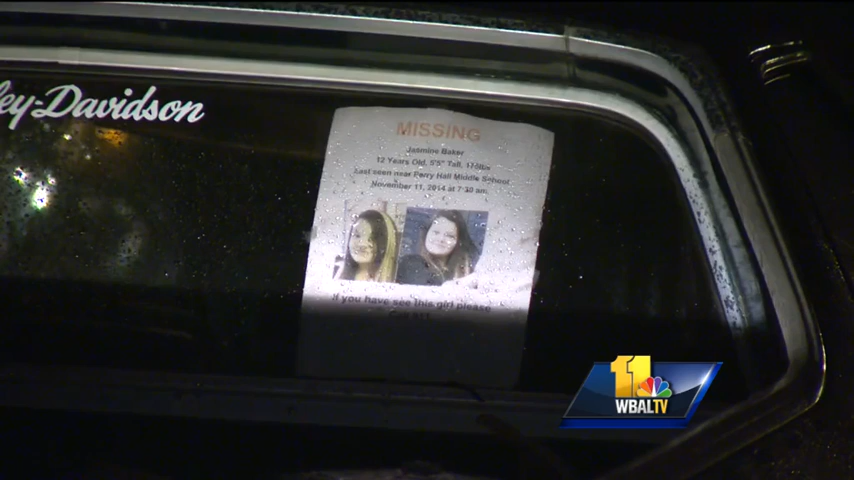 ley-Davidson
MISSING
Jasmine Baker
12 Years Old, 5'5" Tall,
Last seen near Perry Hall Middle School
November 11, 2014 at 7:30 am.
If you have see this girl please
11
WBALTV